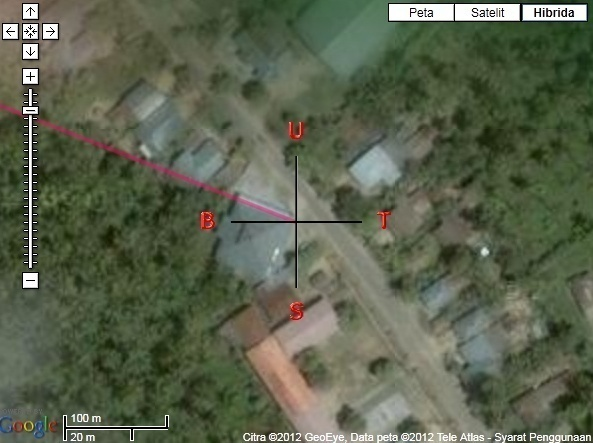 Peta Satelit Hibrida
U
B T
S
100 m
20 m
Google
Citra ©2012 GeoEye, Data peta ©2012 Tele Atlas - Syarat Penggunaan